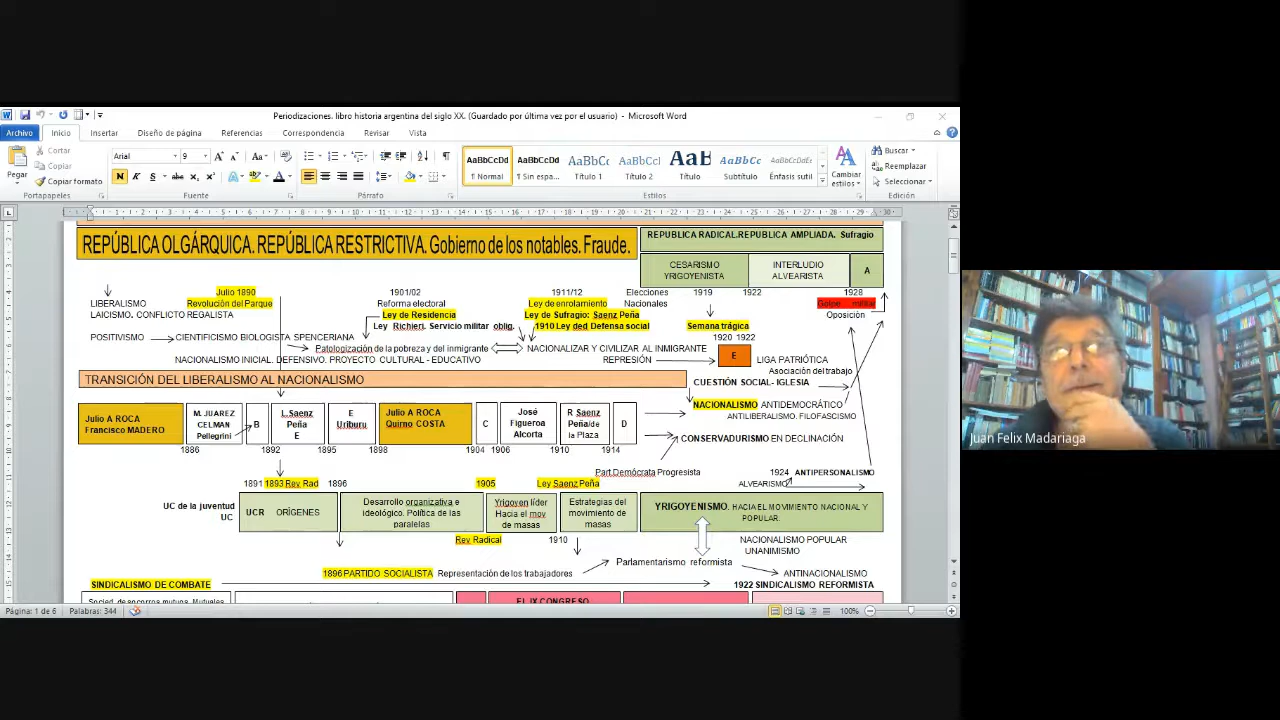 Periodizaciones. libro historia argentina del siglo XX. (Guardado por última vez por el usuario) - Microsoft Word
Archivo Inicio Insertar Diseño de página Referencias Correspondencia Revisar Vista
Cortar
Copiar
Copiar formato
Pegar
Portapapeles
Arial 9
Fuente
Párrafo
AaBbCcDd AaBbCcDd AaBbCc AaBbCcI AaB AaBbCc AaBbCcDd
¶ Normal ¶ Sin espa... Título 1 Título 2 Título Subtítulo Énfasis sutil
Estilos
Cambiar estilos
Buscar
Reemplazar
Seleccionar
Edición
REPÚBLICA OLGÁRQUICA. REPÚBLICA RESTRICTIVA. Gobierno de los notables. Fraude.
REPUBLICA RADICAL.REPUBLICA AMPLIADA. Sufragio
CESARISMO YRIGOYENISTA
INTERLUDIO ALVEARISTA
A
Julio 1890 1901/02 1911/12 Elecciones 1919 1922 1928
LIBERALISMO Revolución del Parque Reforma electoral Ley de enrolamiento Nacionales Golpe militar
LAICISMO. CONFLICTO REGALISTA Ley de Residencia Ley de Sufragio: Saenz Peña Oposición
Ley Richieri. Servicio militar oblig. 1910 Ley ded Defensa social Semana trágica
POSITIVISMO CIENTIFICISMO BIOLOGISTA SPENCERIANA 1920 1922
Patologización de la pobreza y del inmigrante NACIONALIZAR Y CIVILIZAR AL INMIGRANTE E
NACIONALISMO INICIAL. DEFENSIVO. PROYECTO CULTURAL - EDUCATIVO REPRESIÓN LIGA PATRIÓTICA
Asociación del trabajo
TRANSICIÓN DEL LIBERALISMO AL NACIONALISMO
CUESTIÓN SOCIAL- IGLESIA
NACIONALISMO ANTIDEMOCRÁTICO
ANTILIBERALISMO. FILOFASCISMO
Julio A ROCA
Francisco MADERO
M. JUAREZ
CELMAN
Pellegrini
B
L.Saenz
Peña
E
E
Uriburu
Julio A ROCA
Quirno COSTA
C
José
Figueroa
Alcorta
R Saenz
Peña/de
la Plaza
D
CONSERVADURISMO EN DECLINACIÓN
1886 1892 1895 1898 1904 1906 1910 1914
Part.Demócrata Progresista 1924 ANTIPERSONALISMO
1891 1893 Rev Rad 1896 1905 Ley Saenz Peña ALVEARISMO
UC de la juventud
UC
UCR ORÍGENES
Desarrollo organizativa e
ideológico. Política de las
paralelas
Yrigoyen líder
Hacia el mov
de masas
Estrategias del
movimiento de
masas
YRIGOYENISMO. HACIA EL MOVIMIENTO NACIONAL Y
POPULAR.
Rev Radical 1910 NACIONALISMO POPULAR
UNANIMISMO
Parlamentarismo reformista
1896 PARTIDO SOCIALISTA Representación de los trabajadores ANTINACIONALISMO
SINDICALISMO DE COMBATE 1922 SINDICALISMO REFORMISTA
Socied. de socorros mutuos. Mutuales EL IX CONGRESO
Página: 1 de 6 Palabras: 344 100%
Juan Felix Madariaga